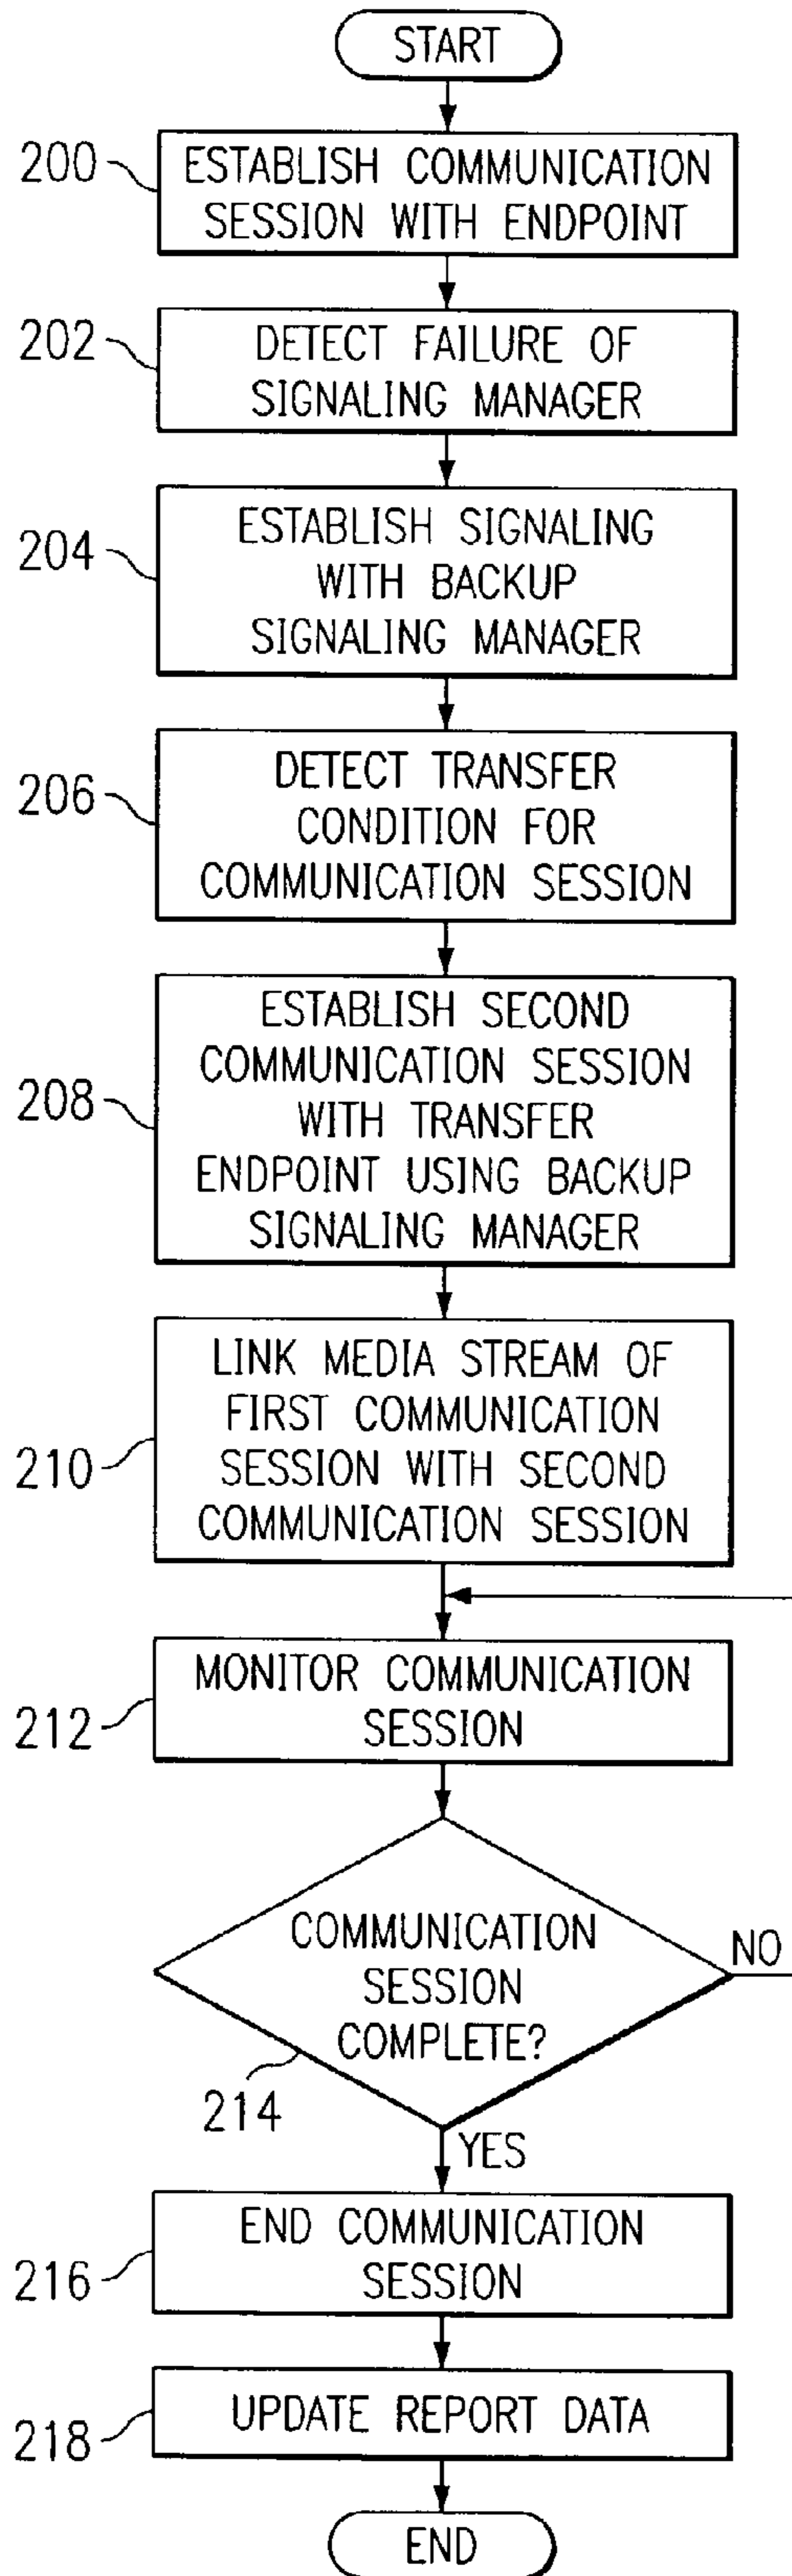 START
200
ESTABLISH COMMUNICATION
SESSION WITH ENDPOINT
202
DETECT FAILURE OF
SIGNALING MANAGER
204
ESTABLISH SIGNALING
WITH BACKUP
SIGNALING MANAGER
206
DETECT TRANSFER
CONDITION FOR
COMMUNICATION SESSION
208
ESTABLISH SECOND
COMMUNICATION SESSION
WITH TRANSFER
ENDPOINT USING BACKUP
SIGNALING MANAGER
210
LINK MEDIA STREAM OF
FIRST COMMUNICATION
SESSION WITH SECOND
COMMUNICATION SESSION
212
MONITOR COMMUNICATION
SESSION
COMMUNICATION
SESSION
COMPLETE?
NO
214
YES
216
END COMMUNICATION
SESSION
218
UPDATE REPORT DATA
END